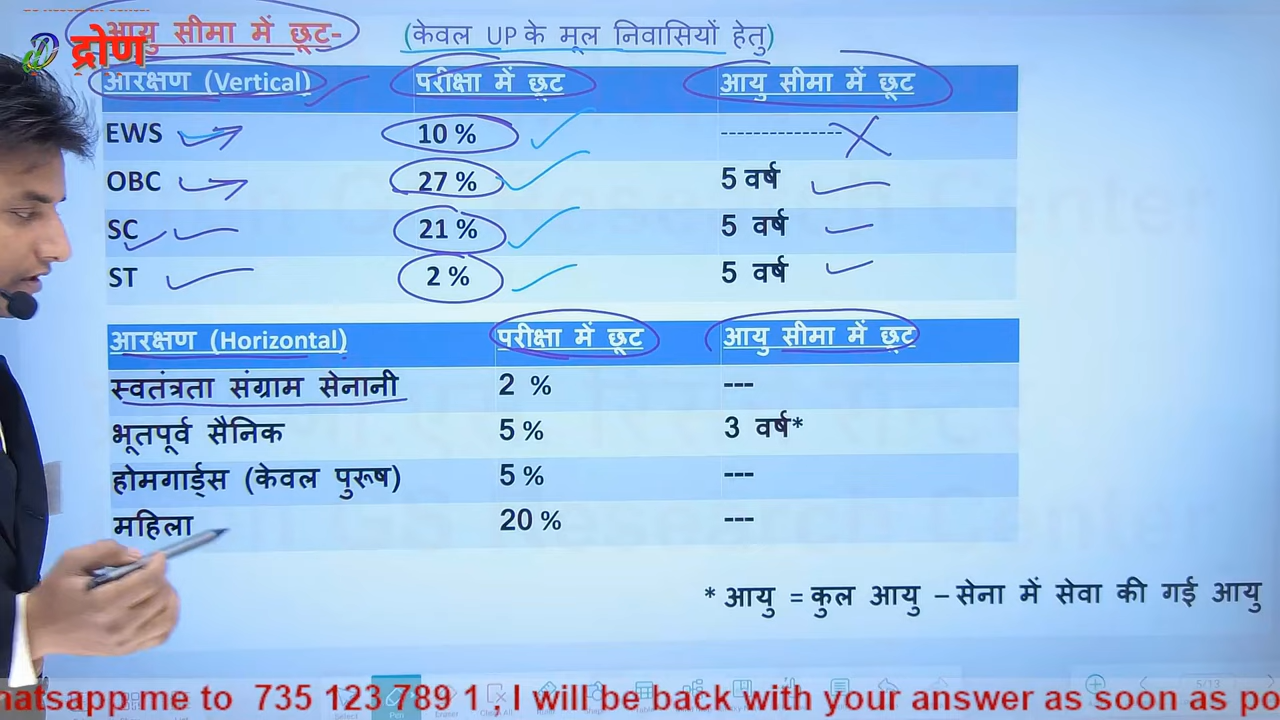 आयु सीमा में छूट- (केवल UP के मूल निवासियों हेतु)
द्रोण
आरक्षण (Vertical) परीक्षा में छूट आयु सीमा में छूट
EWS 10 % ---------------
OBC 27 % 5 वर्ष
SC 21 % 5 वर्ष
ST 2 % 5 वर्ष
आरक्षण (Horizontal) परीक्षा में छूट आयु सीमा में छूट
स्वतंत्रता संग्राम सेनानी 2 % ---
भूतपूर्व सैनिक 5 % 3 वर्ष*
होमगार्ड्स (केवल पुरूष) 5 % ---
महिला 20 % ---
* आयु = कुल आयु – सेना में सेवा की गई आयु
5/13
hatsapp me to 735 123 789 1. I will be back with your answer as soon as po